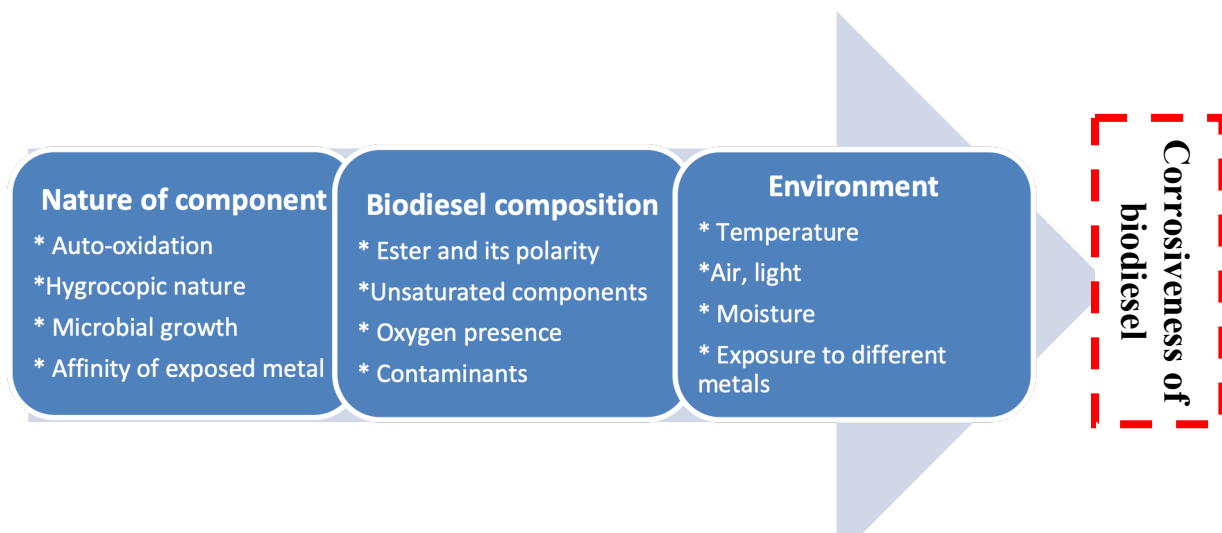 Nature of component
* Auto-oxidation
*Hygrocopic nature
* Microbial growth
* Affinity of exposed metal
Biodiesel composition
* Ester and its polarity
*Unsaturated components
* Oxygen presence
* Contaminants
Environment
* Temperature
*Air, light
* Moisture
* Exposure to different
metals
Corrosiveness of
biodiesel